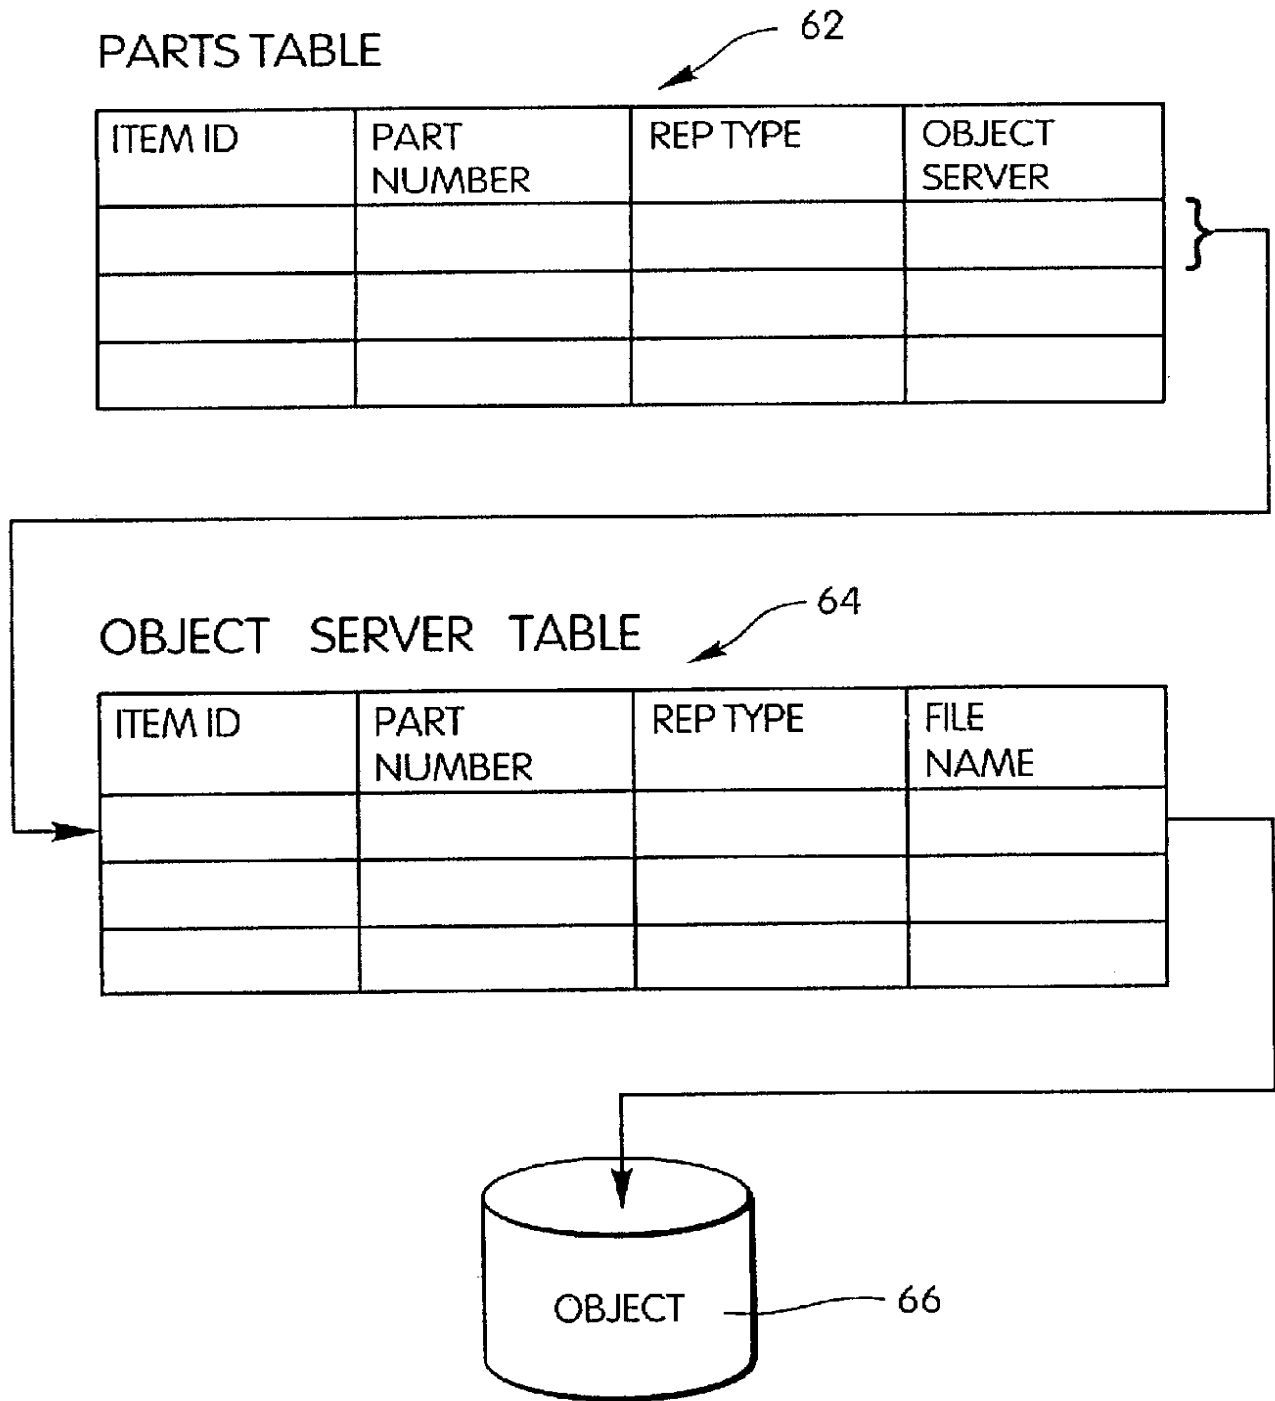 62
PARTS TABLE
ITEM ID
PART
NUMBER
REP TYPE
OBJECT
SERVER
64
OBJECT SERVER TABLE
ITEM ID
PART
NUMBER
REP TYPE
FILE
NAME
OBJECT
66